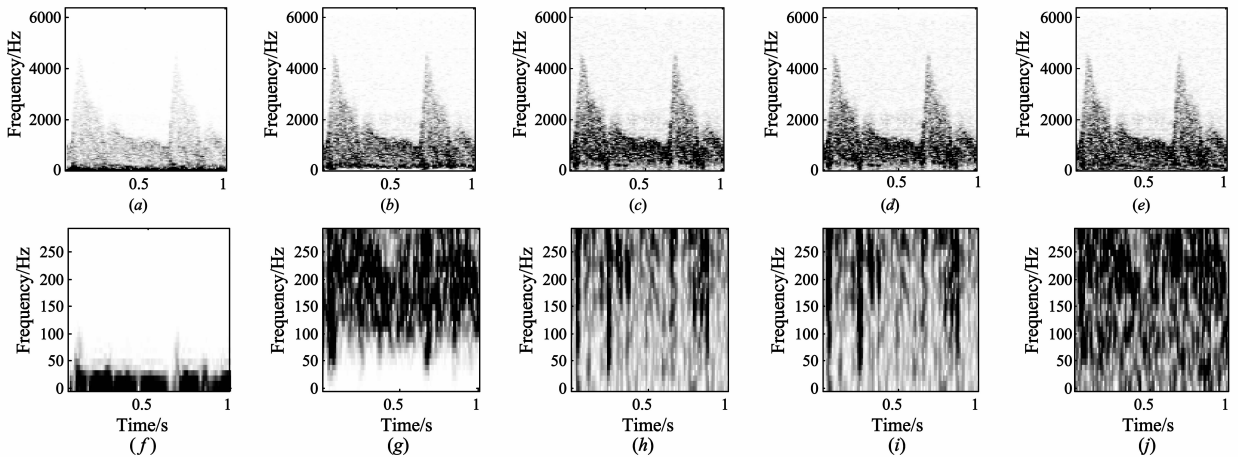 6000 6000 6000 6000 6000
4000 4000 4000 4000 4000
2000 2000 2000 2000 2000
0 0 0 0 0
Frequency/Hz Frequency/Hz Frequency/Hz Frequency/Hz Frequency/Hz
0.5 1 0.5 1 0.5 1 0.5 1 0.5 1
(a) (b) (c) (d) (e)
250 250 250 250 250
200 200 200 200 200
150 150 150 150 150
100 100 100 100 100
50 50 50 50 50
0 0 0 0 0
Frequency/Hz Frequency/Hz Frequency/Hz Frequency/Hz Frequency/Hz
0.5 1 0.5 1 0.5 1 0.5 1 0.5 1
Time/s Time/s Time/s Time/s Time/s
(f) (g) (h) (i) (j)